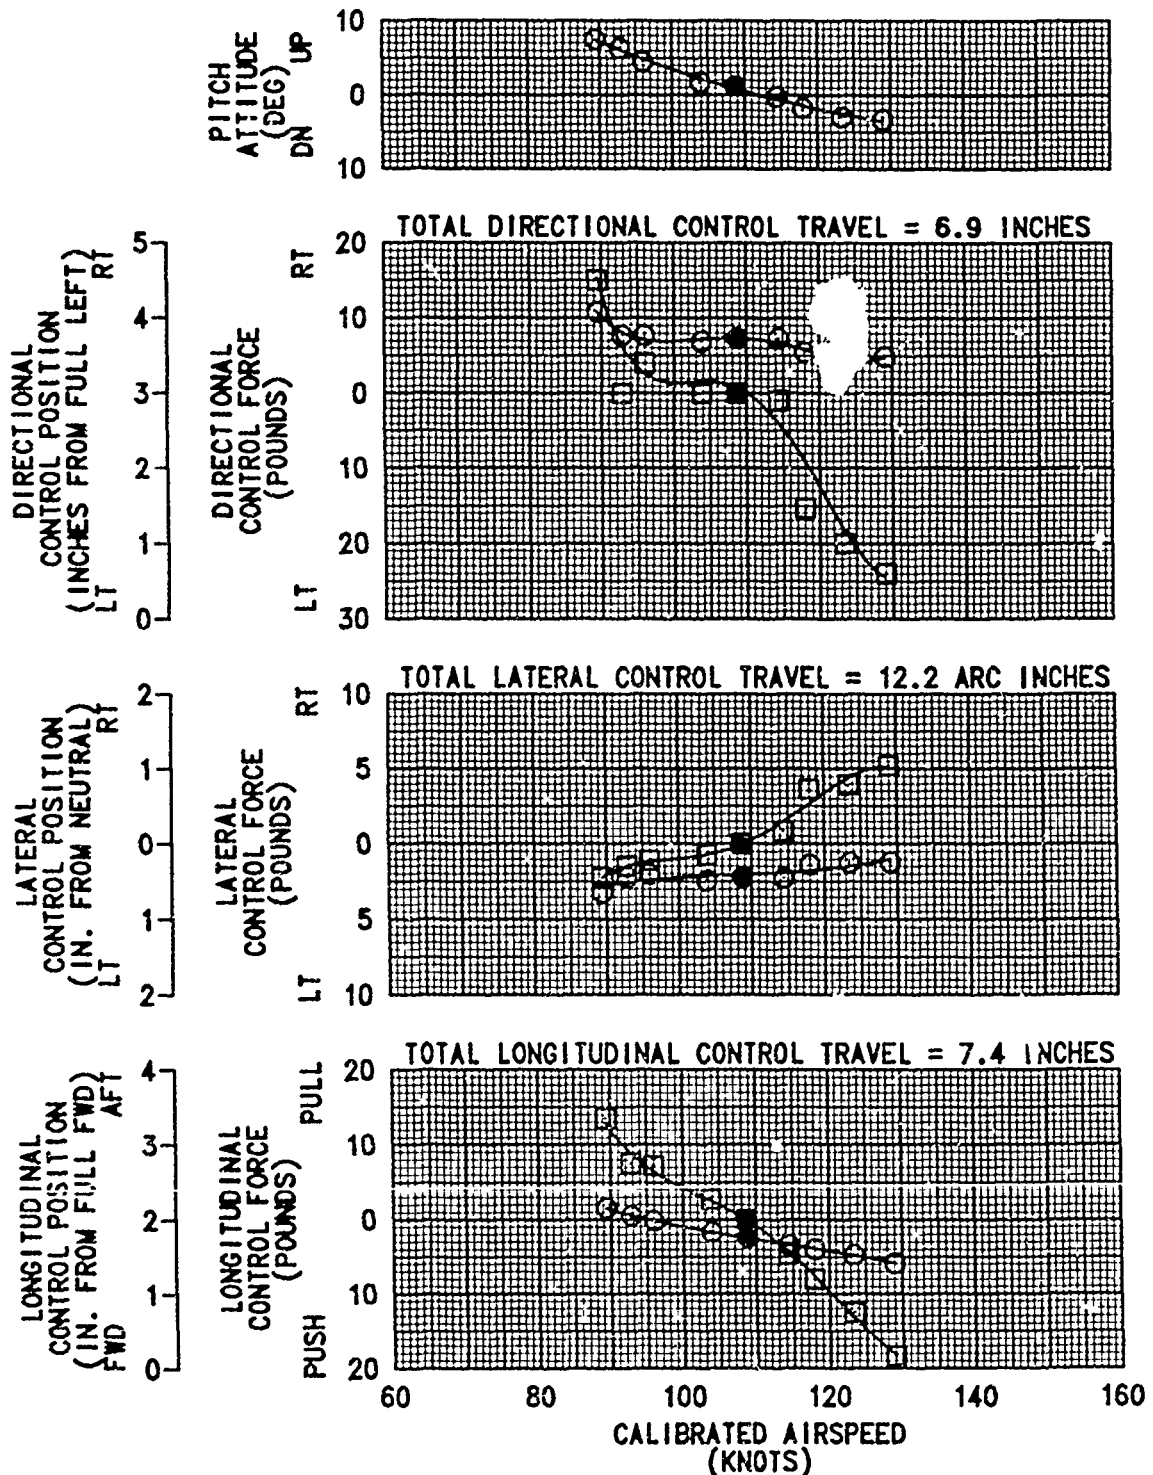 PITCH
ATTITUDE
(DEG)
DN UP
10
0
10
TOTAL DIRECTIONAL CONTROL TRAVEL = 6.9 INCHES
DIRECTIONAL
CONTROL POSITION
(INCHES FROM FULL LEFT)
LT RT
5
4
3
2
1
0
DIRECTIONAL
CONTROL FORCE
(POUNDS)
LT RT
20
10
0
10
20
30
TOTAL LATERAL CONTROL TRAVEL = 12.2 ARC INCHES
LATERAL
CONTROL POSITION
(IN. FROM NEUTRAL)
LT RT
2
1
0
1
2
LATERAL
CONTROL FORCE
(POUNDS)
LT RT
10
5
0
5
10
TOTAL LONGITUDINAL CONTROL TRAVEL = 7.4 INCHES
LONGITUDINAL
CONTROL POSITION
(IN. FROM FULL FWD)
FWD AFT
4
3
2
1
0
LONGITUDINAL
CONTROL FORCE
(POUNDS)
PUSH PULL
20
10
0
10
20
60 80 100 120 140 160
CALIBRATED AIRSPEED
(KNOTS)